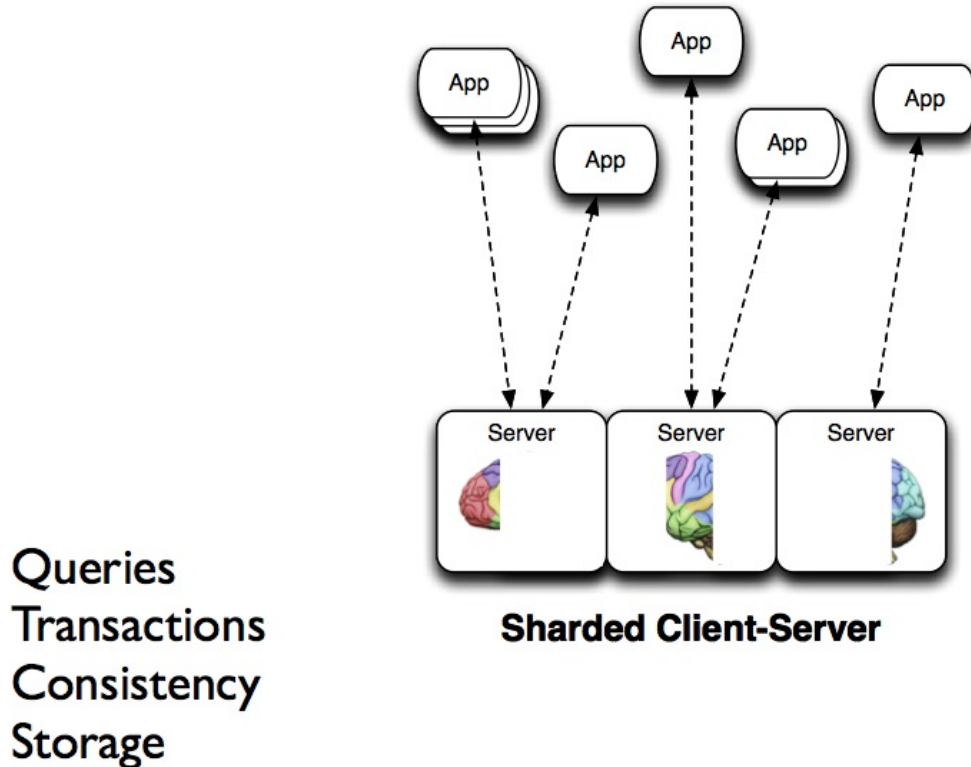 App
App
App
App
App
Server
Server
Server
Sharded Client-Server
Queries
Transactions
Consistency
Storage